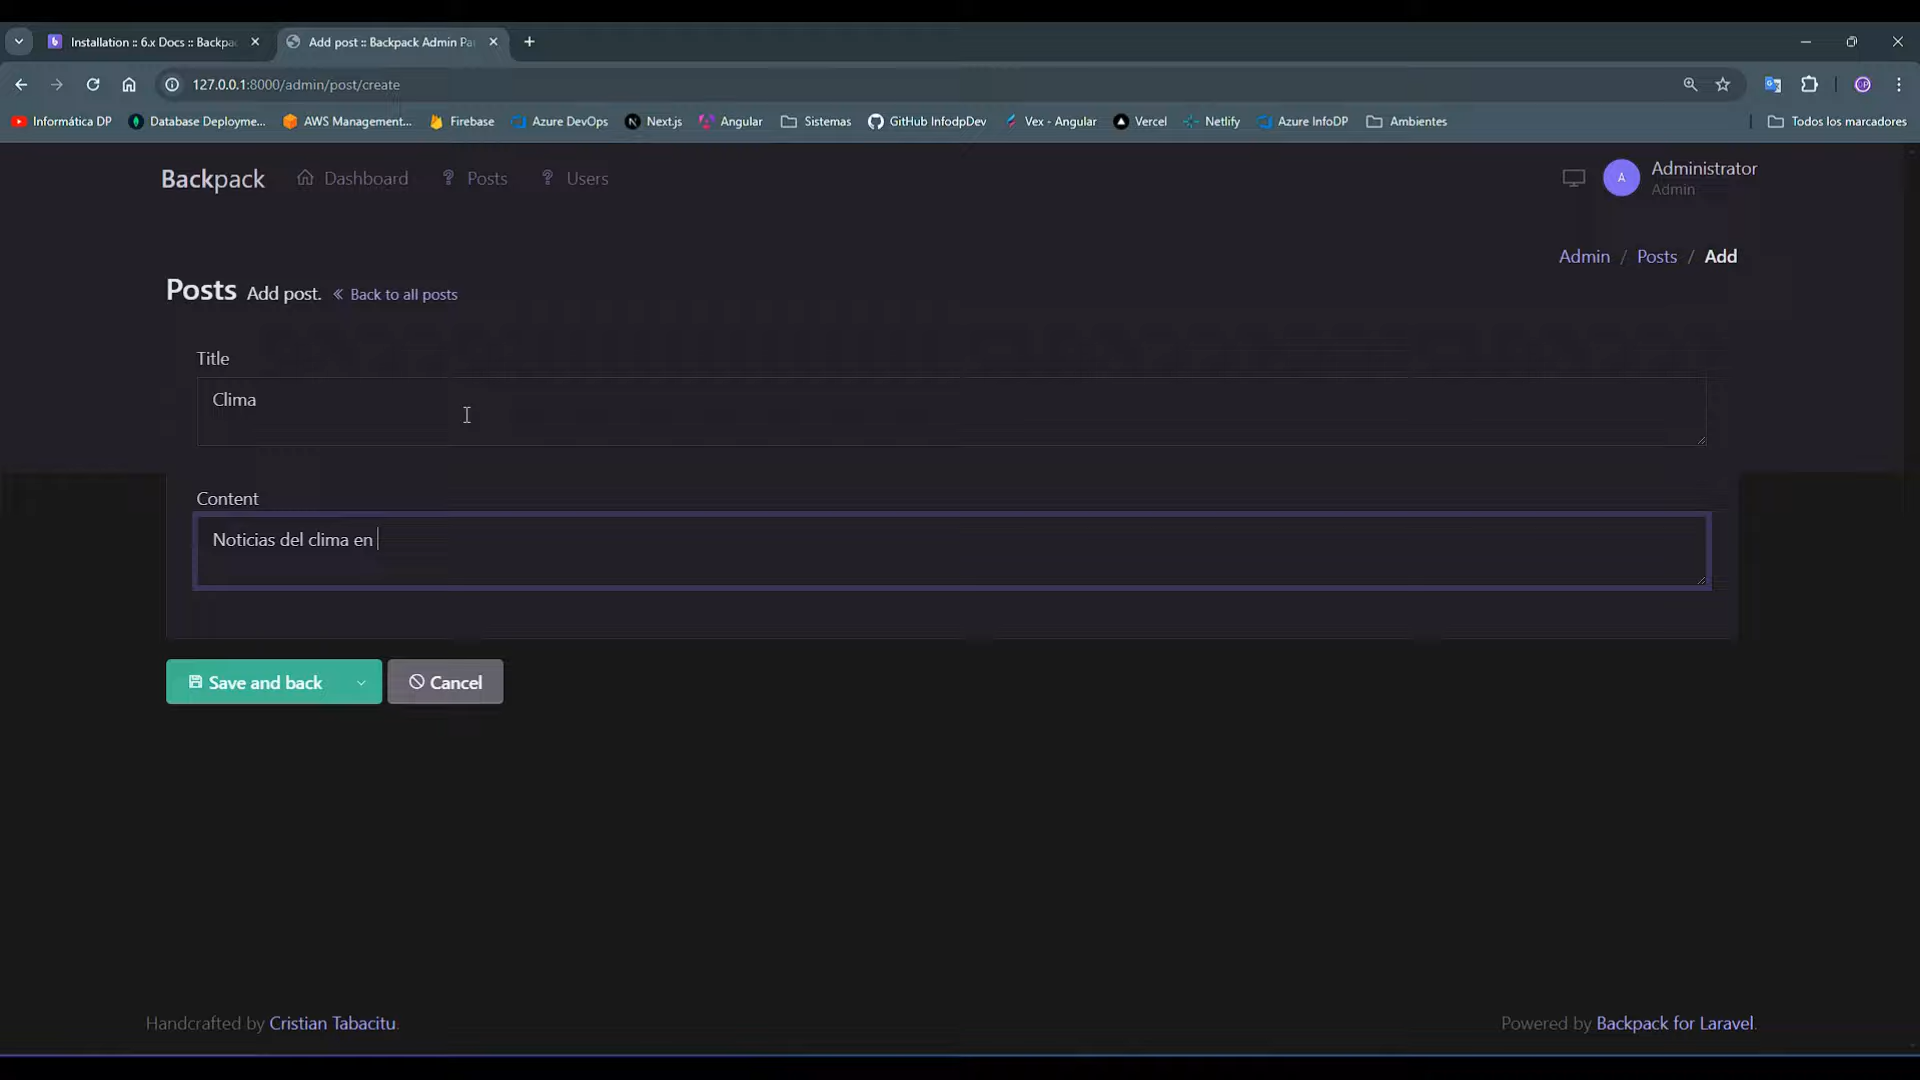 Installation :: 6.x Docs :: Backpa
Add post :: Backpack Admin Pa
127.0.0.1:8000/admin/post/create
Informática DP
Database Deployme...
AWS Management...
Firebase
Azure DevOps
Next.js
Angular
Sistemas
GitHub InfodpDev
Vex - Angular
Vercel
Netlify
Azure InfoDP
Ambientes
Todos los marcadores
Backpack
Dashboard
? Posts
? Users
A
Administrator
Admin
Admin / Posts / Add
Posts Add post. « Back to all posts
Title
Clima
Content
Noticias del clima en
Save and back
Cancel
Handcrafted by Cristian Tabacitu.
Powered by Backpack for Laravel.